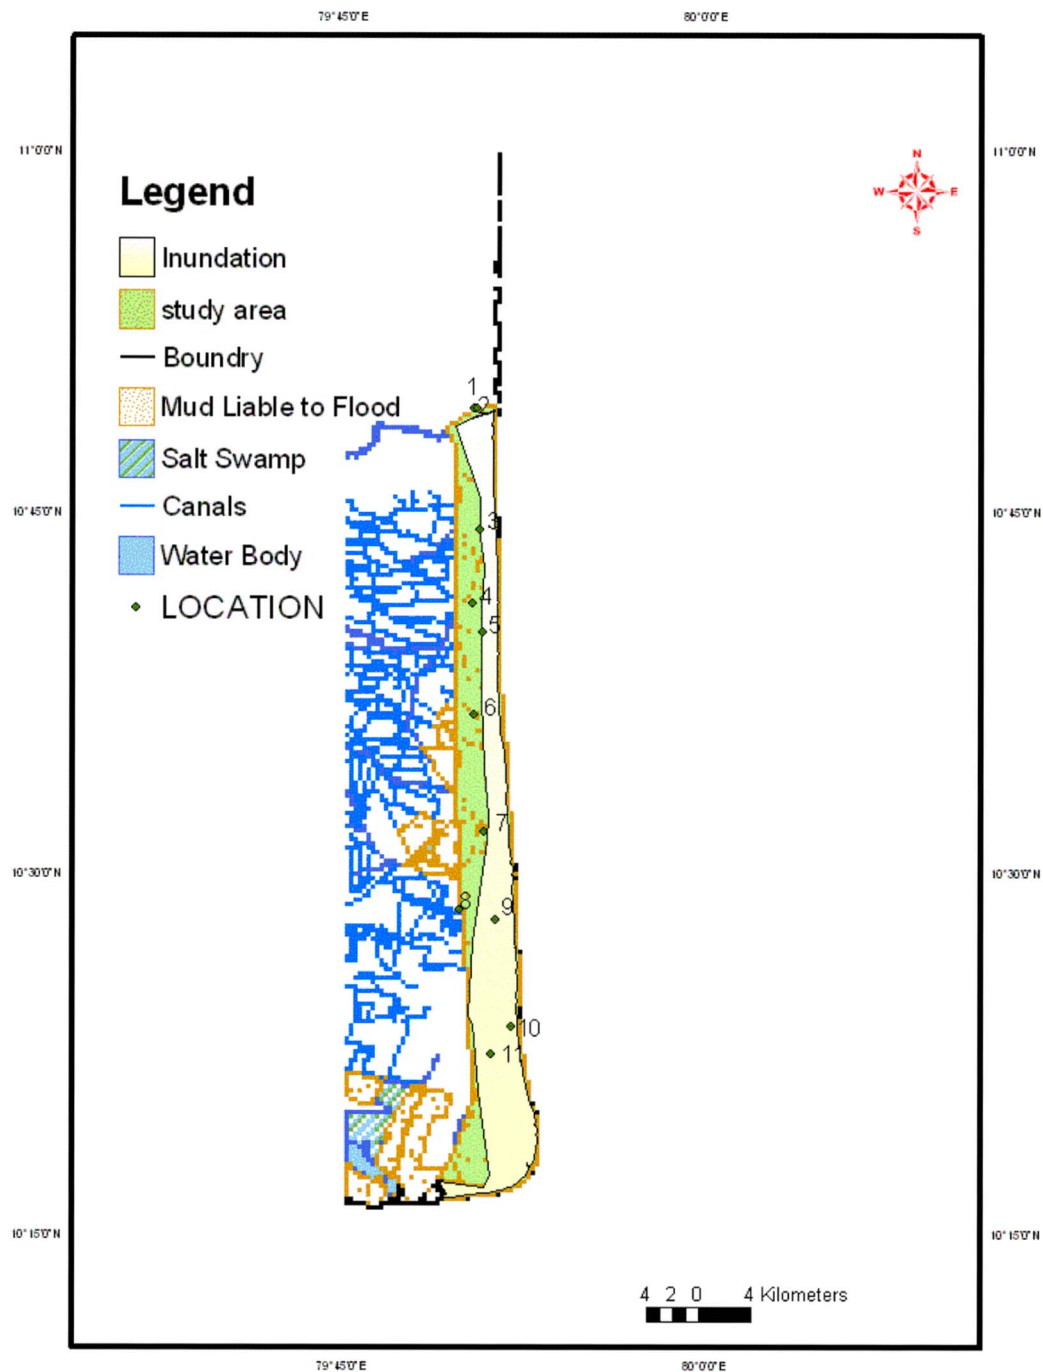 79°45'0"E 80°0'0"E
11°0'0"N 11°0'0"N
N
W E
S
Legend
Inundation
study area
Boundry
Mud Liable to Flood
Salt Swamp
Canals
Water Body
LOCATION
1
2
10°45'0"N 3 10°45'0"N
4
5
6
7
10°30'0"N 10°30'0"N
8
9
10
11
10°15'0"N 10°15'0"N
4 2 0 4 Kilometers
79°45'0"E 80°0'0"E